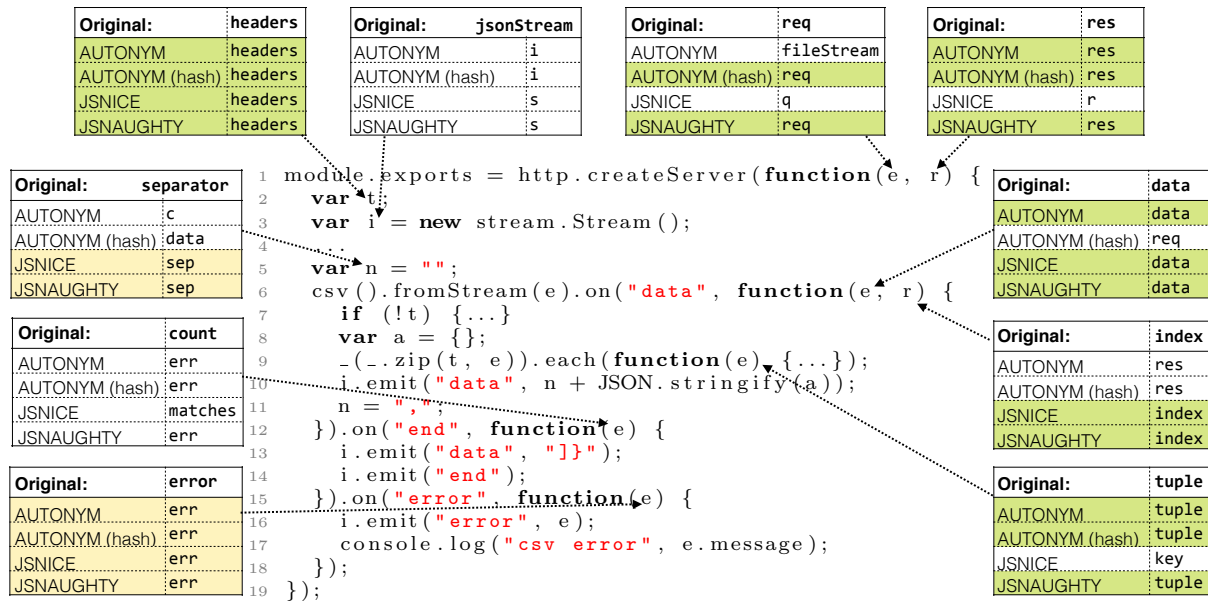 Original: headers
AUTONYM headers
AUTONYM (hash) headers
JSNICE headers
JSNAUGHTY headers
Original: jsonStream
AUTONYM i
AUTONYM (hash) i
JSNICE s
JSNAUGHTY s
Original: req
AUTONYM fileStream
AUTONYM (hash) req
JSNICE q
JSNAUGHTY req
Original: res
AUTONYM res
AUTONYM (hash) res
JSNICE r
JSNAUGHTY res
Original: separator
AUTONYM c
AUTONYM (hash) data
JSNICE sep
JSNAUGHTY sep
Original: count
AUTONYM err
AUTONYM (hash) err
JSNICE matches
JSNAUGHTY err
Original: error
AUTONYM err
AUTONYM (hash) err
JSNICE err
JSNAUGHTY err
1 module.exports = http.createServer(function(e, r) {
2 var t;
3 var i = new stream.Stream();
4 ...
5 var n = "";
6 csv().fromStream(e).on("data", function(e, r) {
7 if (!t) {...}
8 var a = {};
9 _(_.zip(t, e)).each(function(e) {...});
10 i.emit("data", n + JSON.stringify(a));
11 n = ",";
12 }).on("end", function(e) {
13 i.emit("data", "]}");
14 i.emit("end");
15 }).on("error", function(e) {
16 i.emit("error", e);
17 console.log("csv error", e.message);
18 });
19 });
Original: data
AUTONYM data
AUTONYM (hash) req
JSNICE data
JSNAUGHTY data
Original: index
AUTONYM res
AUTONYM (hash) res
JSNICE index
JSNAUGHTY index
Original: tuple
AUTONYM tuple
AUTONYM (hash) tuple
JSNICE key
JSNAUGHTY tuple